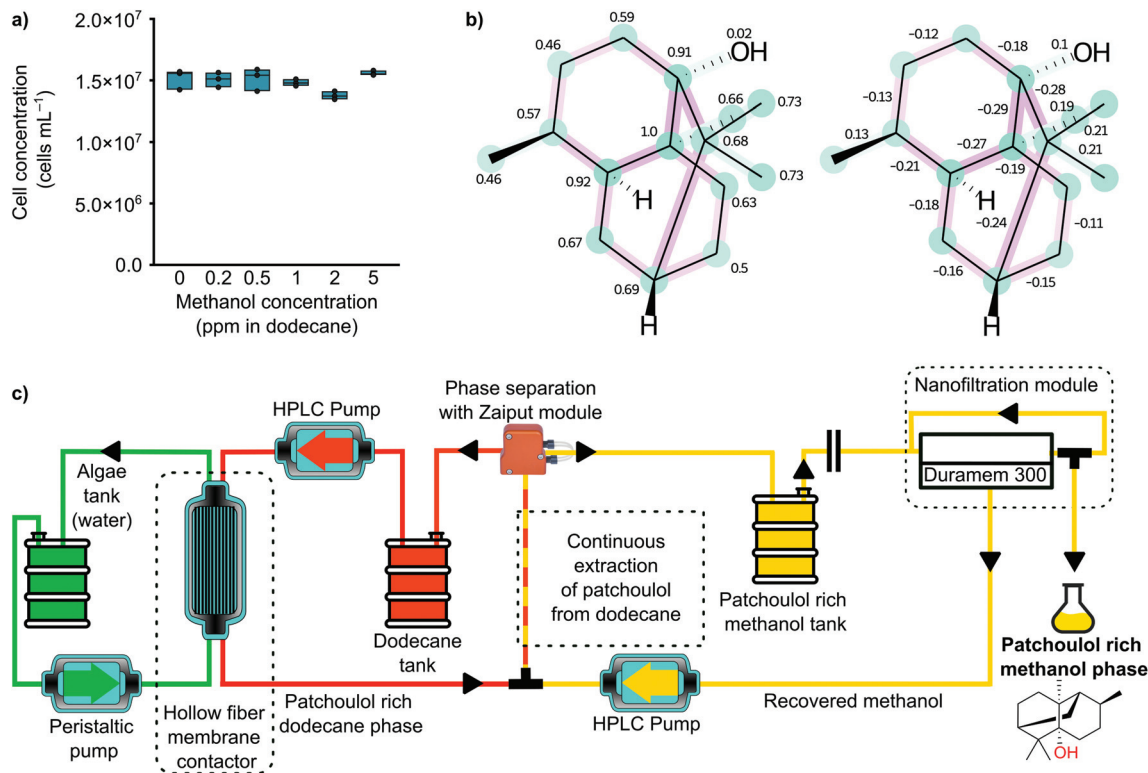 a)
2.0×10⁷
1.5×10⁷
1.0×10⁷
5.0×10⁶
0.0
Cell concentration
(cells mL⁻¹)
0 0.2 0.5 1 2 5
Methanol concentration
(ppm in dodecane)
b)
0.59
0.02
OH
0.46
0.91
0.66
0.73
0.57
1.0
0.68
0.46
0.92
0.73
H
0.63
0.67
0.5
0.69
H
−0.12
−0.18
0.1
OH
−0.28
−0.13
−0.29
0.19
0.21
0.13
−0.27
0.21
−0.21
−0.19
−0.18
H
−0.24
−0.11
−0.16
−0.15
H
c)
HPLC Pump
Phase separation
with Zaiput module
Nanofiltration module
Algae
tank
(water)
Duramem 300
Continuous
extraction
of patchoulol
from dodecane
Dodecane
tank
Patchoulol rich
methanol tank
Patchoulol rich
methanol phase
Peristaltic
pump
Hollow fiber
membrane
contactor
Patchoulol rich
dodecane phase
HPLC Pump
Recovered methanol
OH